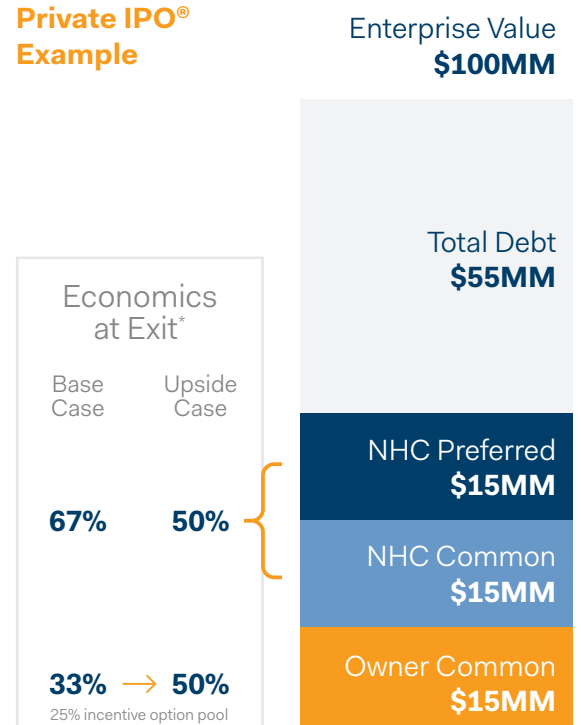 Private IPO®
Example
Enterprise Value
$100MM
Total Debt
$55MM
Economics
at Exit*
Base
Case
Upside
Case
NHC Preferred
$15MM
67%
50%
NHC Common
$15MM
Owner Common
$15MM
33% → 50%
25% incentive option pool